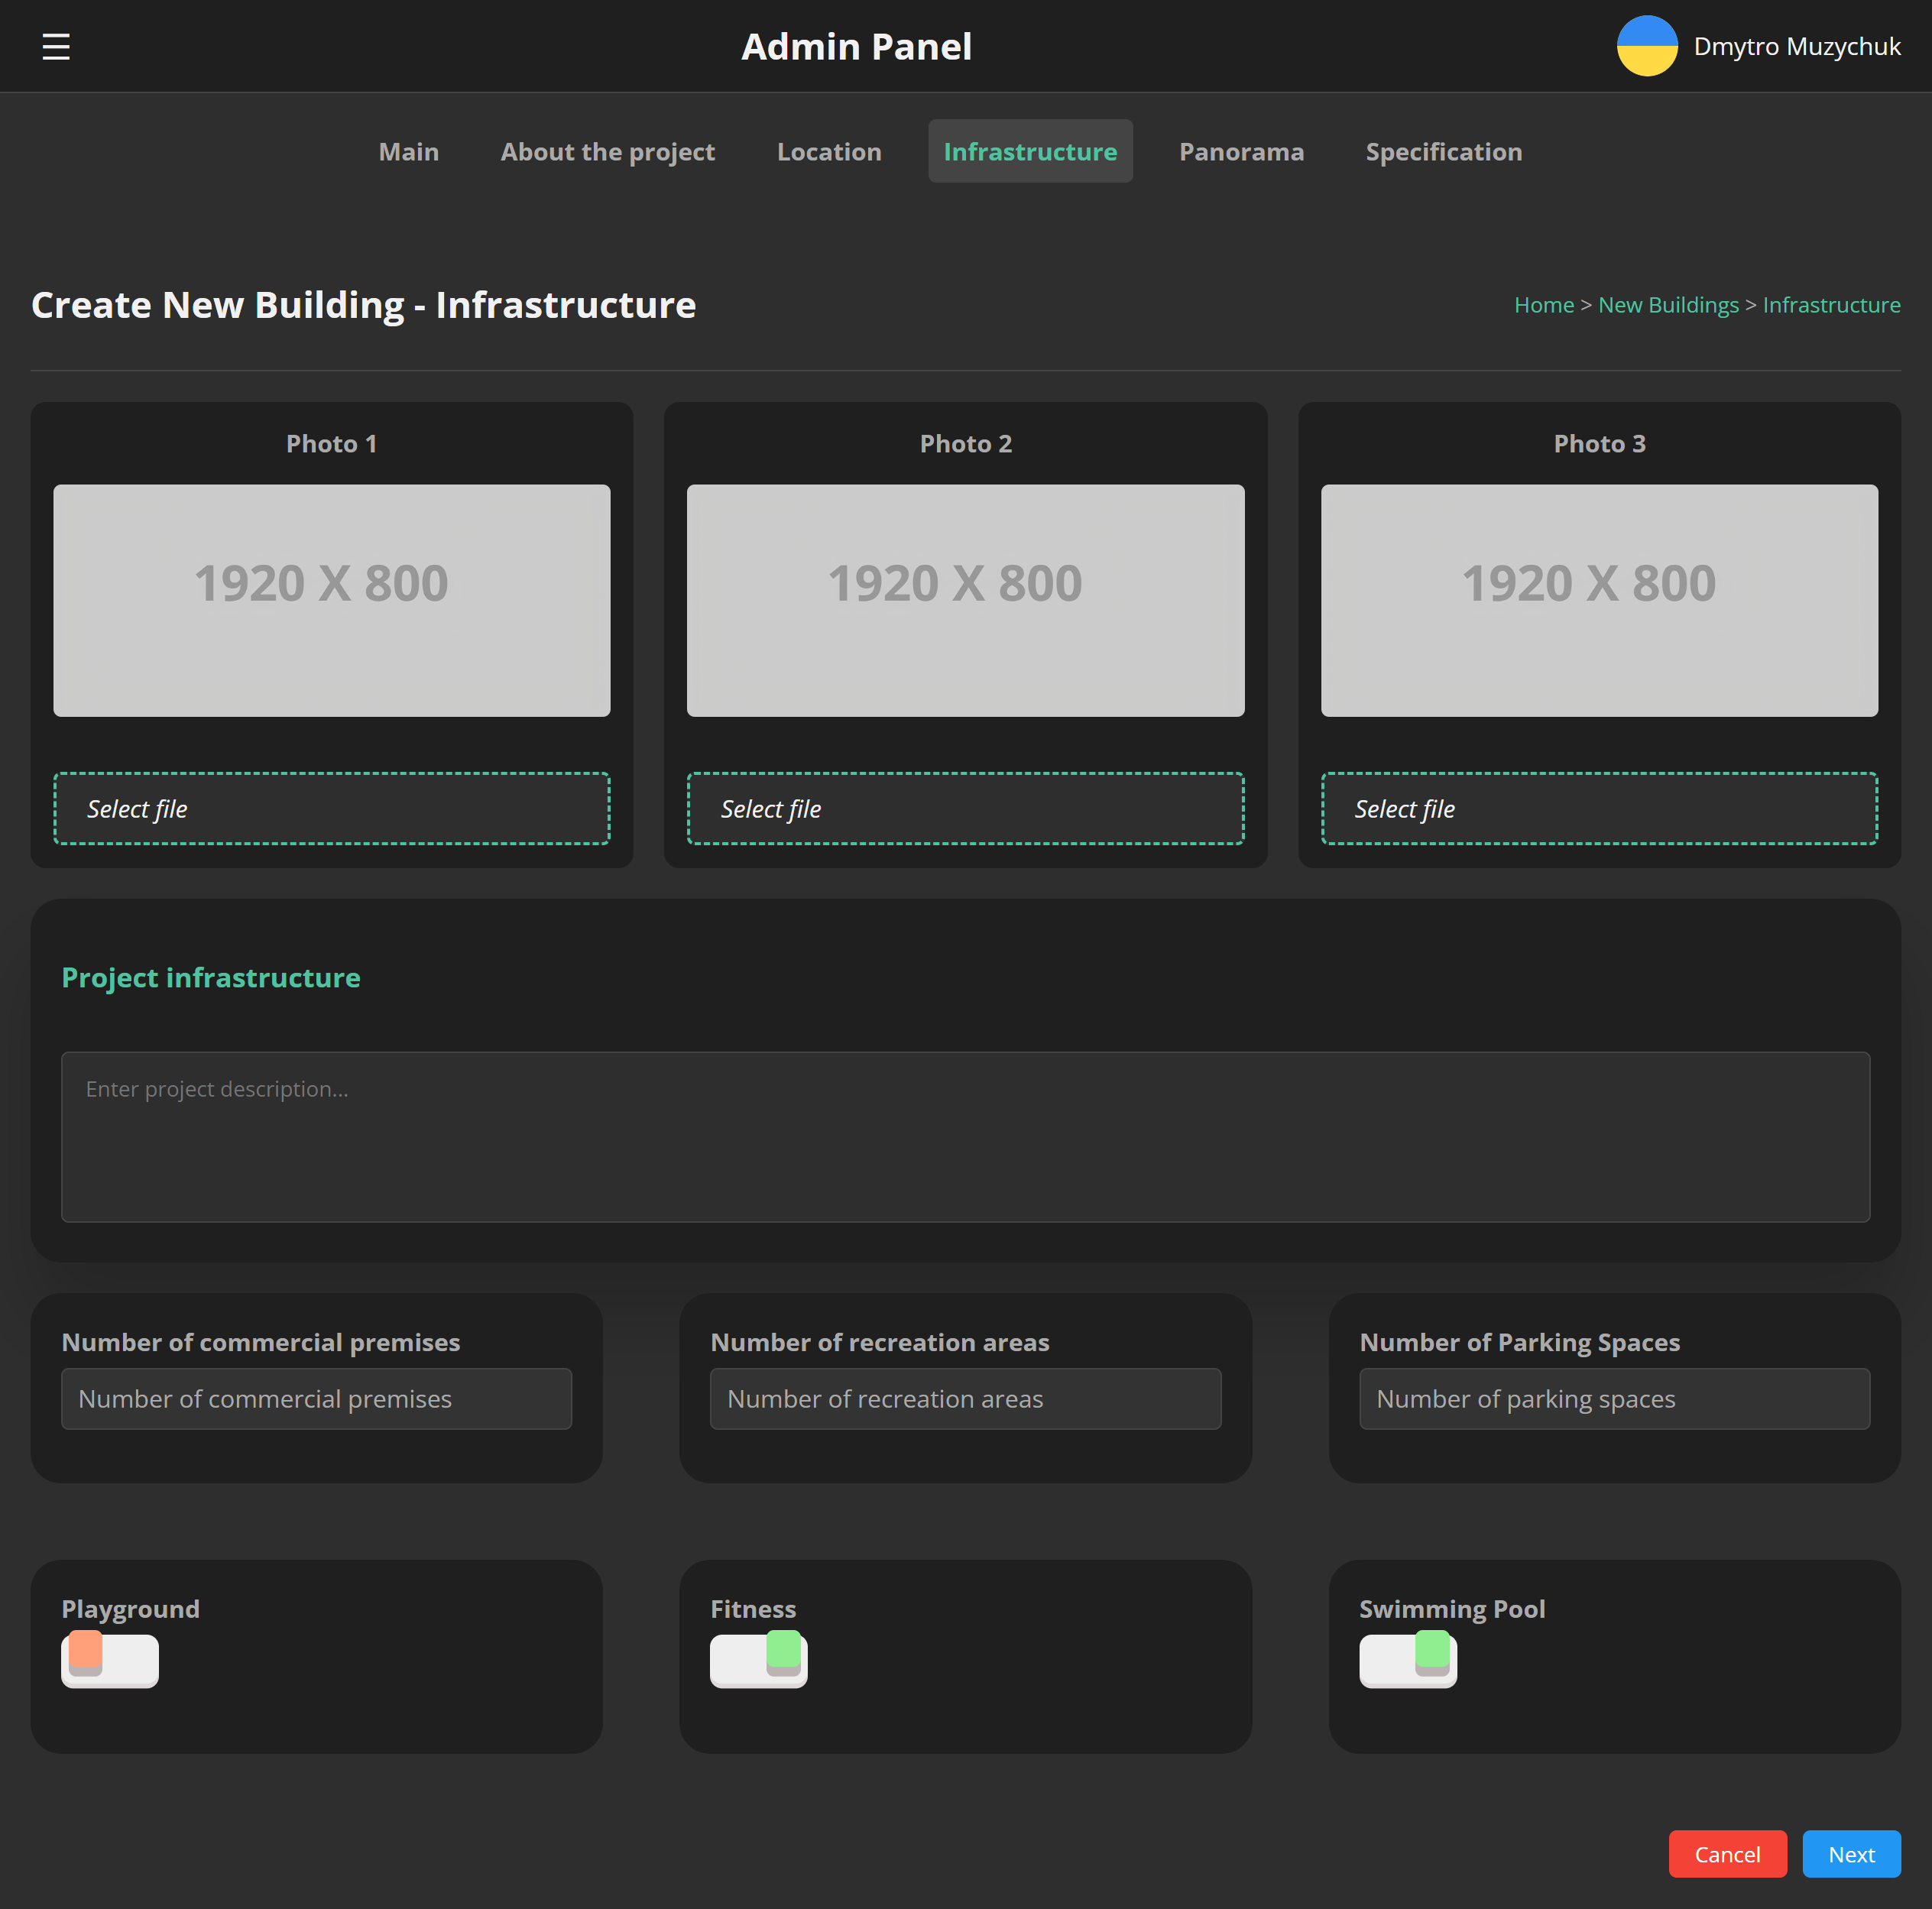 ☰ Admin Panel Dmytro Muzychuk
Main About the project Location Infrastructure Panorama Specification
Create New Building - Infrastructure Home > New Buildings > Infrastructure
Photo 1 Photo 2 Photo 3
1920 X 800 1920 X 800 1920 X 800
Select file Select file Select file
Project infrastructure
Enter project description...
Number of commercial premises Number of recreation areas Number of Parking Spaces
Number of commercial premises Number of recreation areas Number of parking spaces
Playground Fitness Swimming Pool
Cancel Next